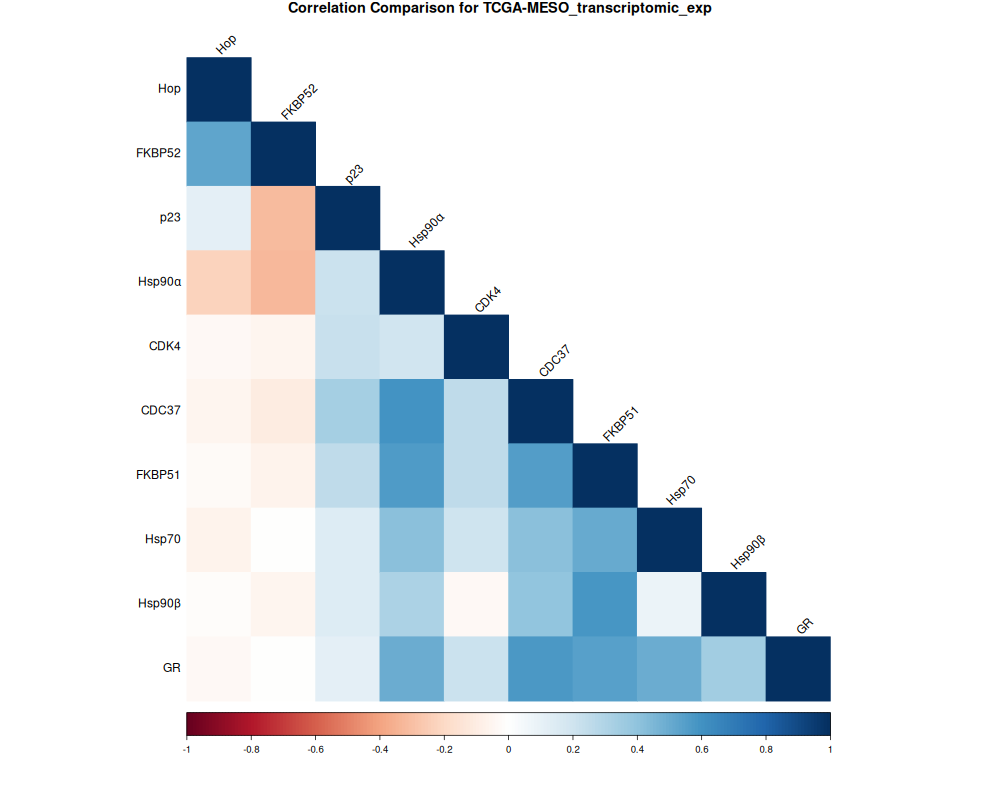 Correlation Comparison for TCGA-MESO_transcriptomic_exp
Hop
Hop
FKBP52
FKBP52
p23
p23
Hsp90α
Hsp90α
CDK4
CDK4
CDC37
CDC37
FKBP51
FKBP51
Hsp70
Hsp70
Hsp90β
Hsp90β
GR
GR
-1 -0.8 -0.6 -0.4 -0.2 0 0.2 0.4 0.6 0.8 1